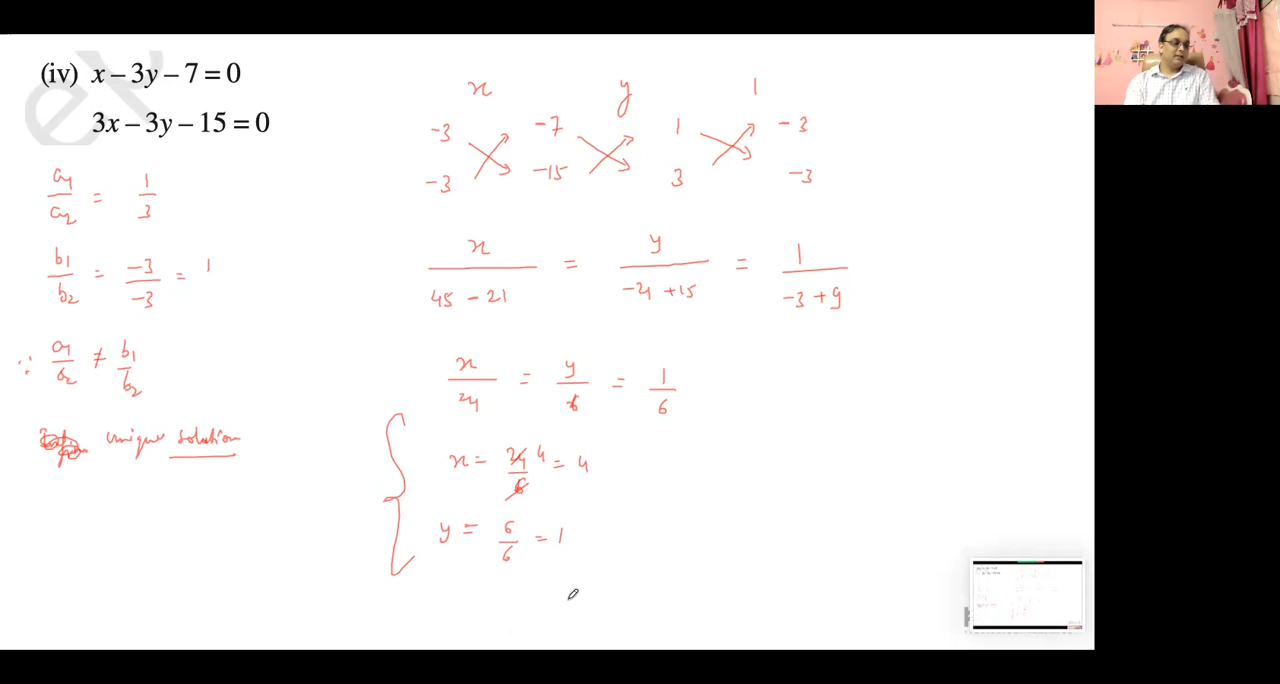 (iv) x – 3y – 7 = 0
3x – 3y – 15 = 0
a1/a2 = 1/3
b1/b2 = -3/-3 = 1
∵ a1/a2 ≠ b1/b2
unique solution
x y 1
-3 -7 1 -3
-3 -15 3 -3
x/(45 - 21) = y/(-21 + 15) = 1/(-3 + 9)
x/24 = y/6 = 1/6
x = 24/6 4 = 4
y = 6/6 = 1